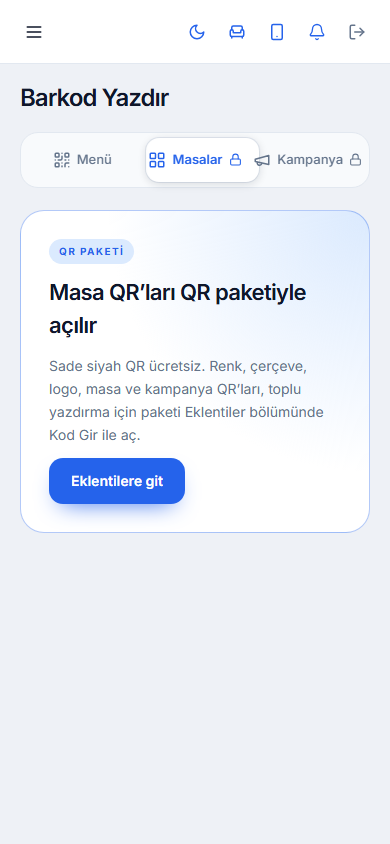 Barkod Yazdır
Menü
Masalar
Kampanya
QR PAKETİ
Masa QR’ları QR paketiyle
açılır
Sade siyah QR ücretsiz. Renk, çerçeve,
logo, masa ve kampanya QR’ları, toplu
yazdırma için paketi Eklentiler bölümünde
Kod Gir ile aç.
Eklentilere git